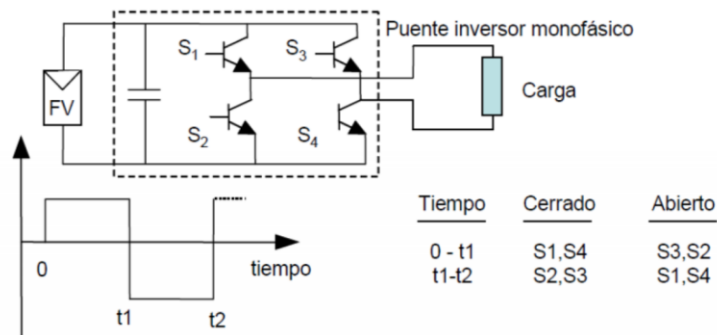 Puente inversor monofásico
S1
S3
FV
Carga
S2
S4
Tiempo Cerrado Abierto
0 - t1 S1,S4 S3,S2
t1-t2 S2,S3 S1,S4
0
tiempo
t1
t2